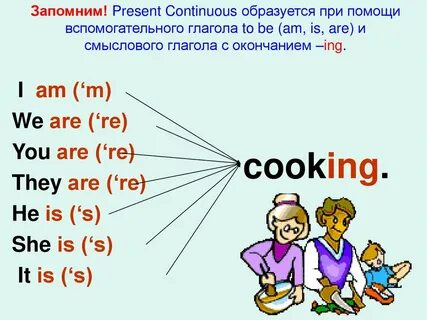 Запомним! Present Continuous образуется при помощи
вспомогательного глагола to be (am, is, are) и
смыслового глагола с окончанием –ing.
I am (‘m)
We are (‘re)
You are (‘re)
They are (‘re)
He is (‘s)
She is (‘s)
It is (‘s)
cooking.